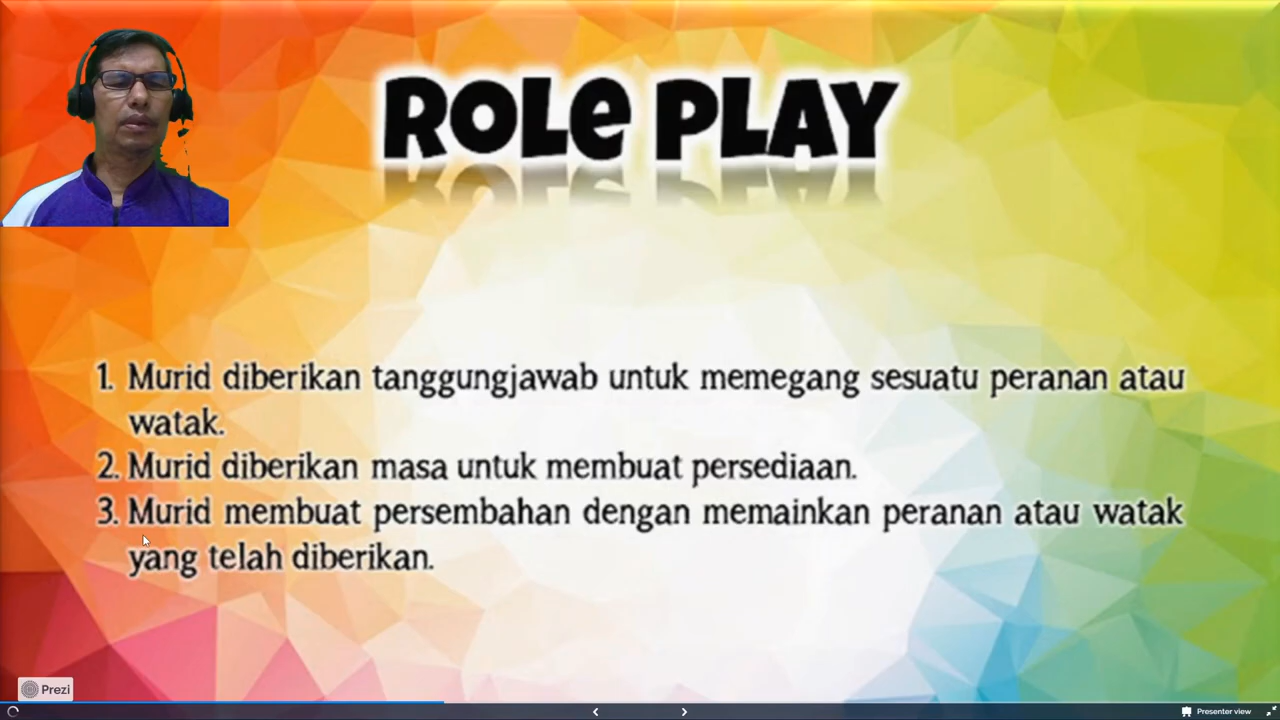 ROLE PLAY
1. Murid diberikan tanggungjawab untuk memegang sesuatu peranan atau
watak.
2. Murid diberikan masa untuk membuat persediaan.
3. Murid membuat persembahan dengan memainkan peranan atau watak
yang telah diberikan.
Prezi
Presenter view